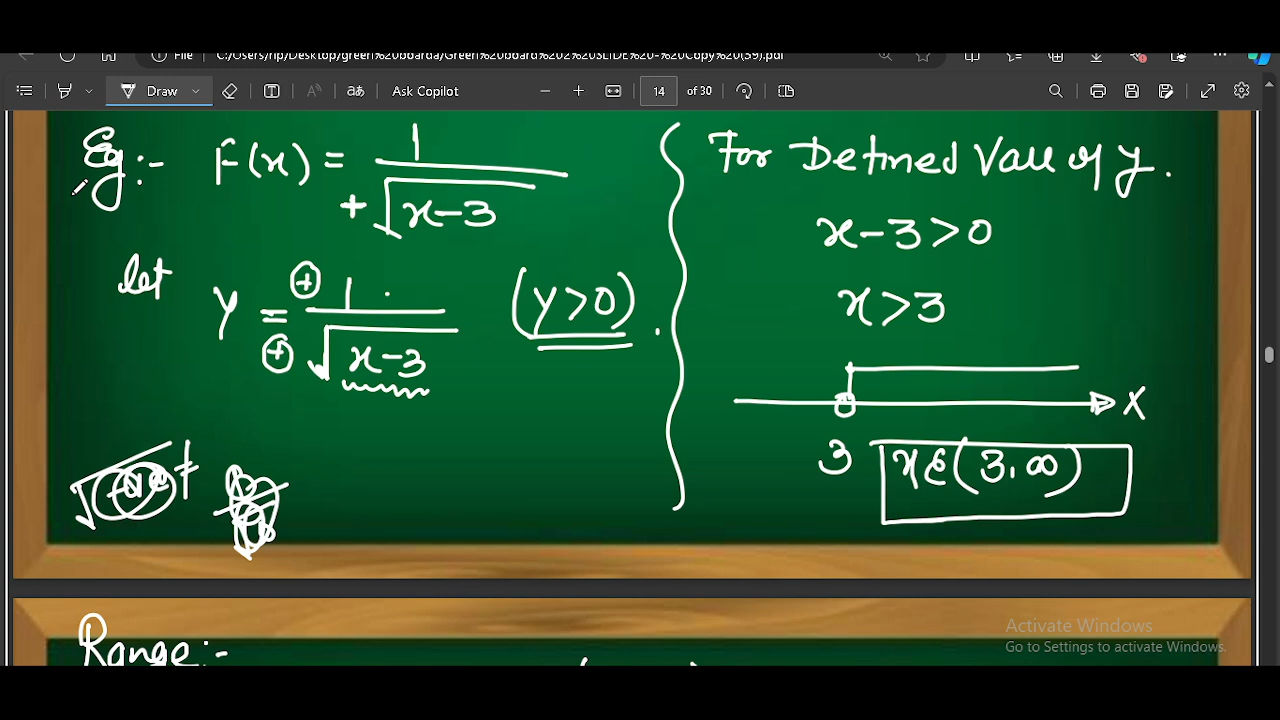 File C:/Users/hp/Desktop/green%20boarda/Green%20board%202%20SLIDE%20-%20Copy%20(39).pdf
Draw Ask Copilot 14 of 30
Eg:- F(x) = 1
+√x-3
let
Y = + 1 (Y>0).
+ √x-3
For Defined Vale of y.
x-3>0
x>3
X
3 x∈(3,∞)
Range:-
Activate Windows
Go to Settings to activate Windows.